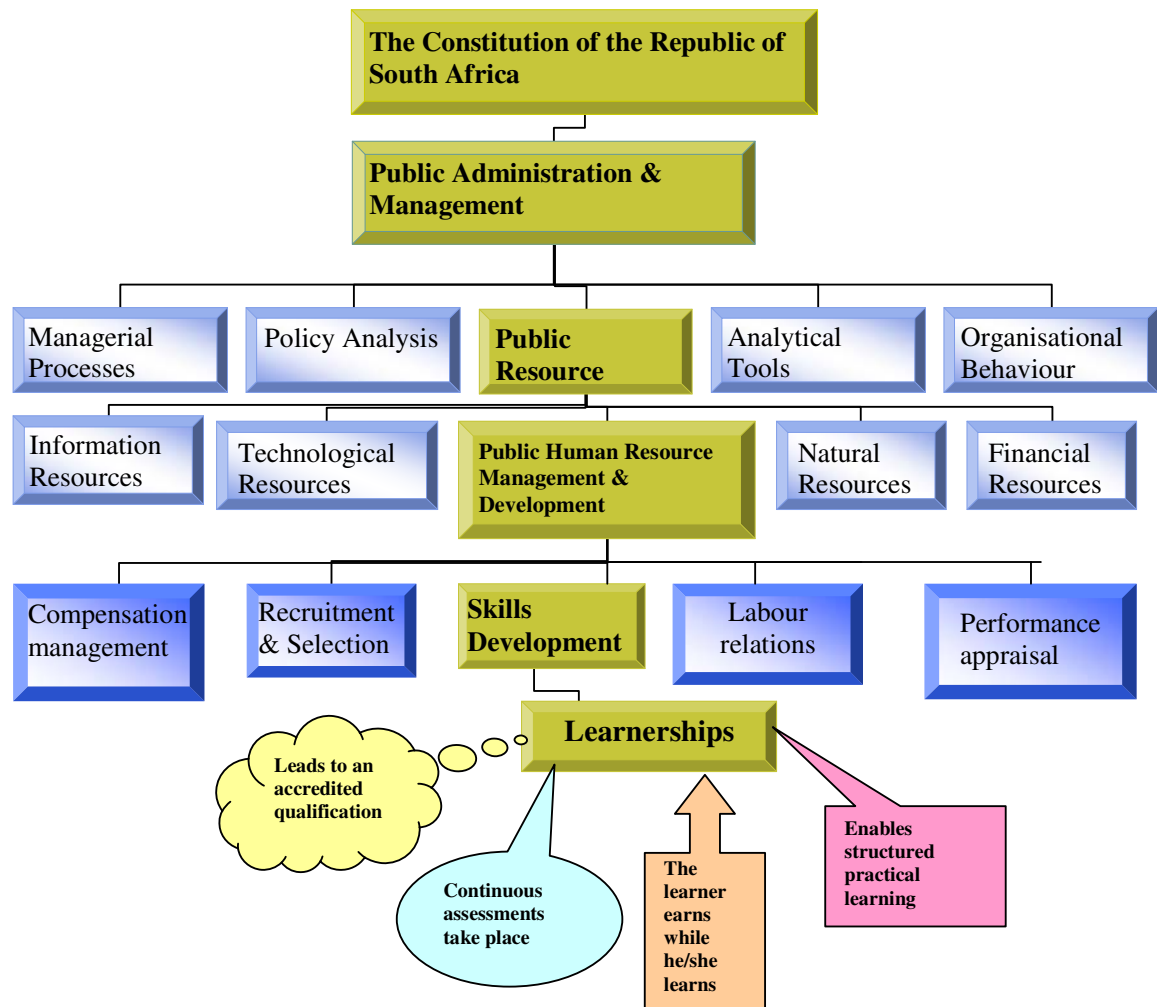 The Constitution of the Republic of
South Africa
Public Administration &
Management
Managerial
Processes
Policy Analysis
Public
Resource
Analytical
Tools
Organisational
Behaviour
Information
Resources
Technological
Resources
Public Human Resource
Management &
Development
Natural
Resources
Financial
Resources
Compensation
management
Recruitment
& Selection
Skills
Development
Labour
relations
Performance
appraisal
Learnerships
Leads to an
accredited
qualification
Continuous
assessments
take place
The
learner
earns
while
he/she
learns
Enables
structured
practical
learning